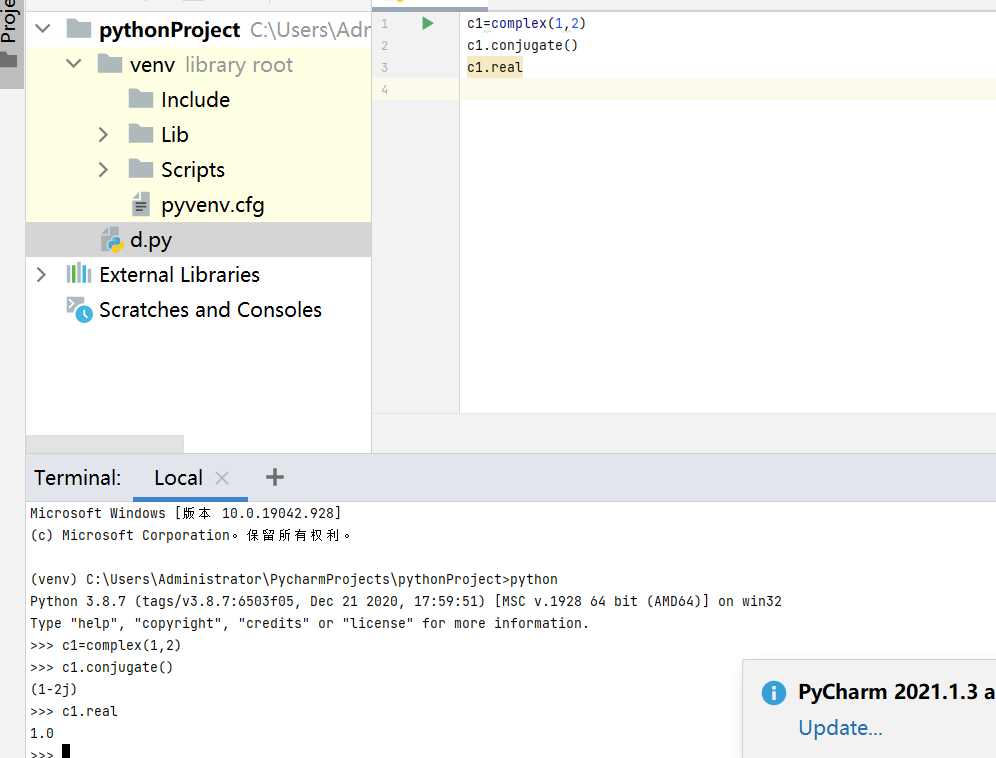 Proje
pythonProject C:\Users\Adr
venv library root
Include
Lib
Scripts
pyvenv.cfg
d.py
External Libraries
Scratches and Consoles
1 c1=complex(1,2)
2 c1.conjugate()
3 c1.real
4
Terminal: Local
Microsoft Windows [版本 10.0.19042.928]
(c) Microsoft Corporation。保留所有权利。
(venv) C:\Users\Administrator\PycharmProjects\pythonProject>python
Python 3.8.7 (tags/v3.8.7:6503f05, Dec 21 2020, 17:59:51) [MSC v.1928 64 bit (AMD64)] on win32
Type "help", "copyright", "credits" or "license" for more information.
>>> c1=complex(1,2)
>>> c1.conjugate()
(1-2j)
>>> c1.real
1.0
>>>
PyCharm 2021.1.3 a
Update...